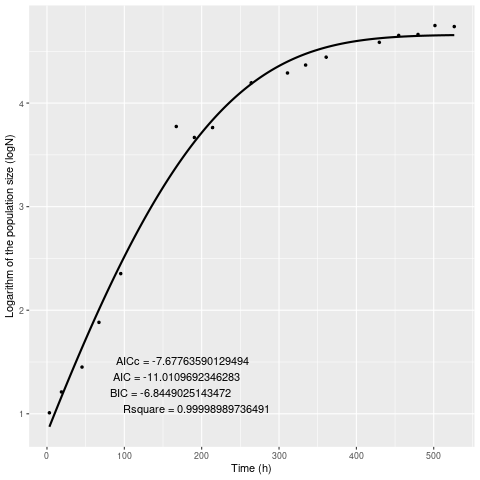 Logarithm of the population size (logN)
4
3
2
1
AICc = -7.67763590129494
AIC = -11.0109692346283
BIC = -6.8449025143472
Rsquare = 0.99998989736491
0 100 200 300 400 500
Time (h)